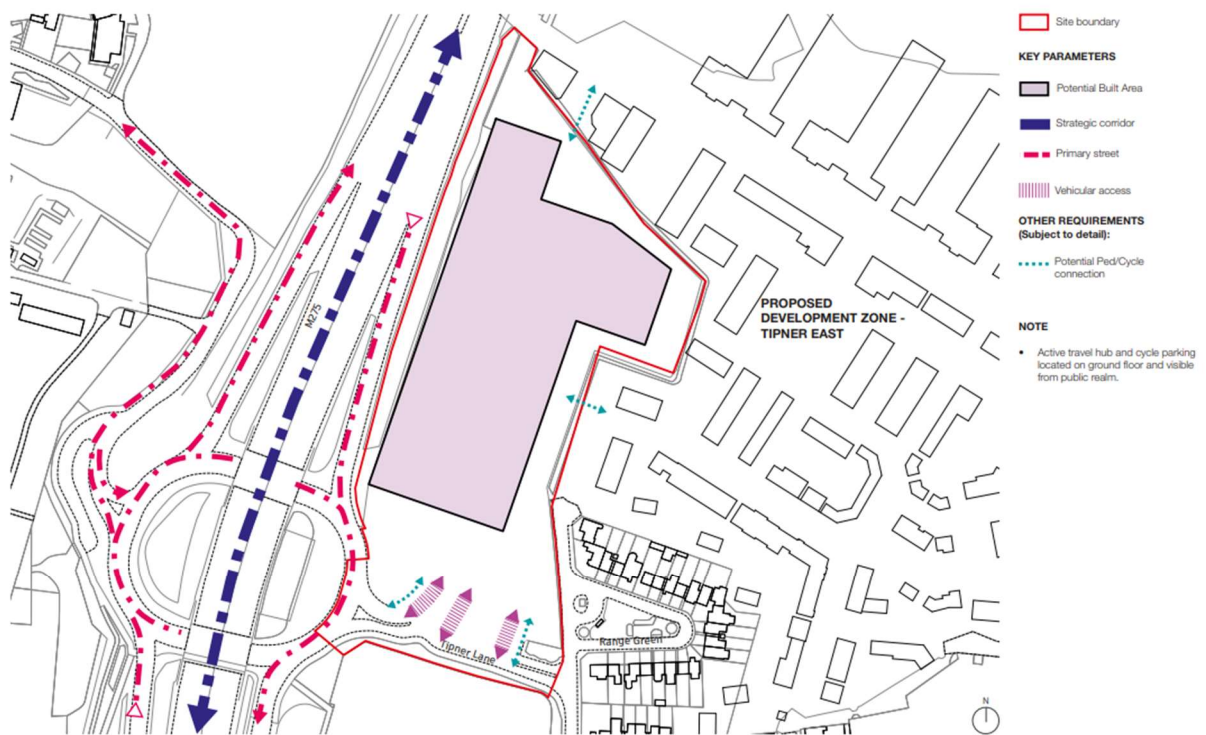 Site boundary
KEY PARAMETERS
Potential Built Area
Strategic corridor
Primary street
Vehicular access
OTHER REQUIREMENTS
(Subject to detail):
Potential Ped/Cycle
connection
NOTE
• Active travel hub and cycle parking
located on ground floor and visible
from public realm.
M275
PROPOSED
DEVELOPMENT ZONE -
TIPNER EAST
Range Green
Tipner Lane
N